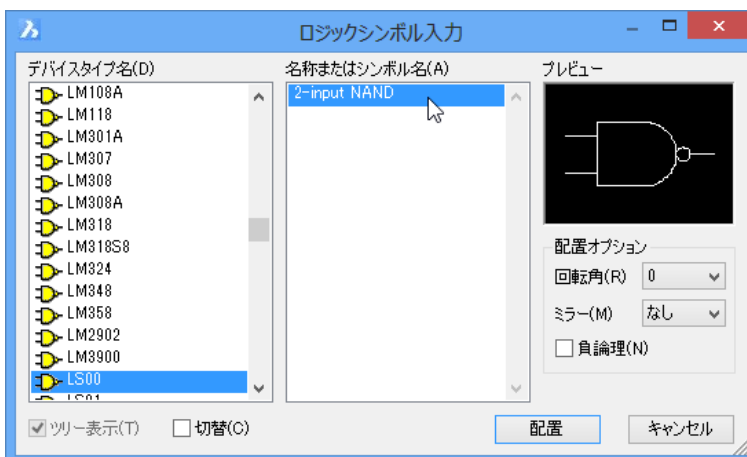 ロジックシンボル入力
デバイスタイプ名(D)
LM108A
LM118
LM301A
LM307
LM308
LM308A
LM318
LM318S8
LM324
LM348
LM358
LM2902
LM3900
LS00
LS01
名称またはシンボル名(A)
2-input NAND
プレビュー
配置オプション
回転角(R) 0
ミラー(M) なし
負論理(N)
ツリー表示(T) 切替(C)
配置 キャンセル